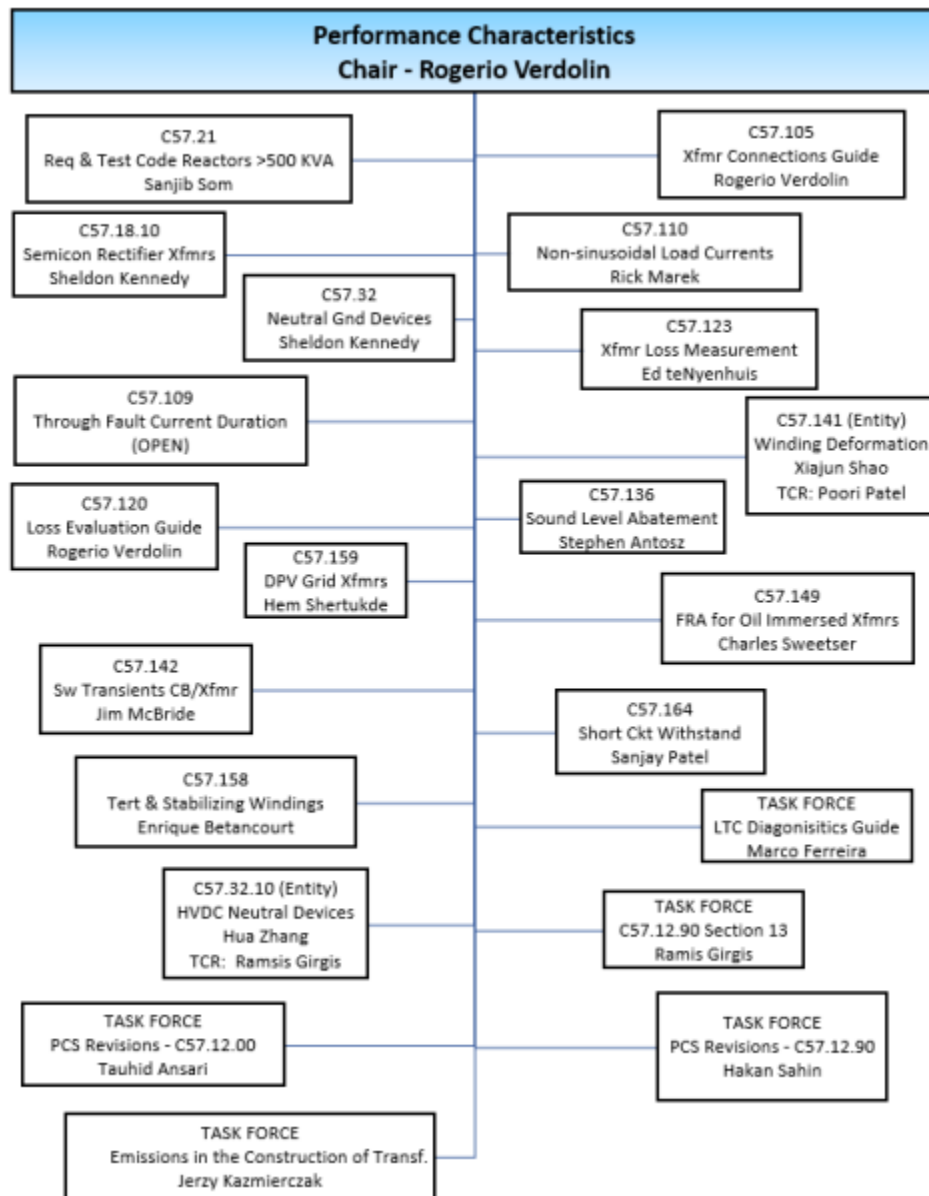 Performance Characteristics
Chair - Rogerio Verdolin
C57.21
Req & Test Code Reactors >500 KVA
Sanjib Som
C57.105
Xfmr Connections Guide
Rogerio Verdolin
C57.18.10
Semicon Rectifier Xfmrs
Sheldon Kennedy
C57.110
Non-sinusoidal Load Currents
Rick Marek
C57.32
Neutral Gnd Devices
Sheldon Kennedy
C57.123
Xfmr Loss Measurement
Ed teNyenhuis
C57.109
Through Fault Current Duration
(OPEN)
C57.141 (Entity)
Winding Deformation
Xiajun Shao
TCR: Poori Patel
C57.120
Loss Evaluation Guide
Rogerio Verdolin
C57.136
Sound Level Abatement
Stephen Antosz
C57.159
DPV Grid Xfmrs
Hem Shertukde
C57.149
FRA for Oil Immersed Xfmrs
Charles Sweetser
C57.142
Sw Transients CB/Xfmr
Jim McBride
C57.164
Short Ckt Withstand
Sanjay Patel
C57.158
Tert & Stabilizing Windings
Enrique Betancourt
TASK FORCE
LTC Diagonisitics Guide
Marco Ferreira
C57.32.10 (Entity)
HVDC Neutral Devices
Hua Zhang
TCR: Ramsis Girgis
TASK FORCE
C57.12.90 Section 13
Ramis Girgis
TASK FORCE
PCS Revisions - C57.12.00
Tauhid Ansari
TASK FORCE
PCS Revisions - C57.12.90
Hakan Sahin
TASK FORCE
Emissions in the Construction of Transf.
Jerzy Kazmierczak